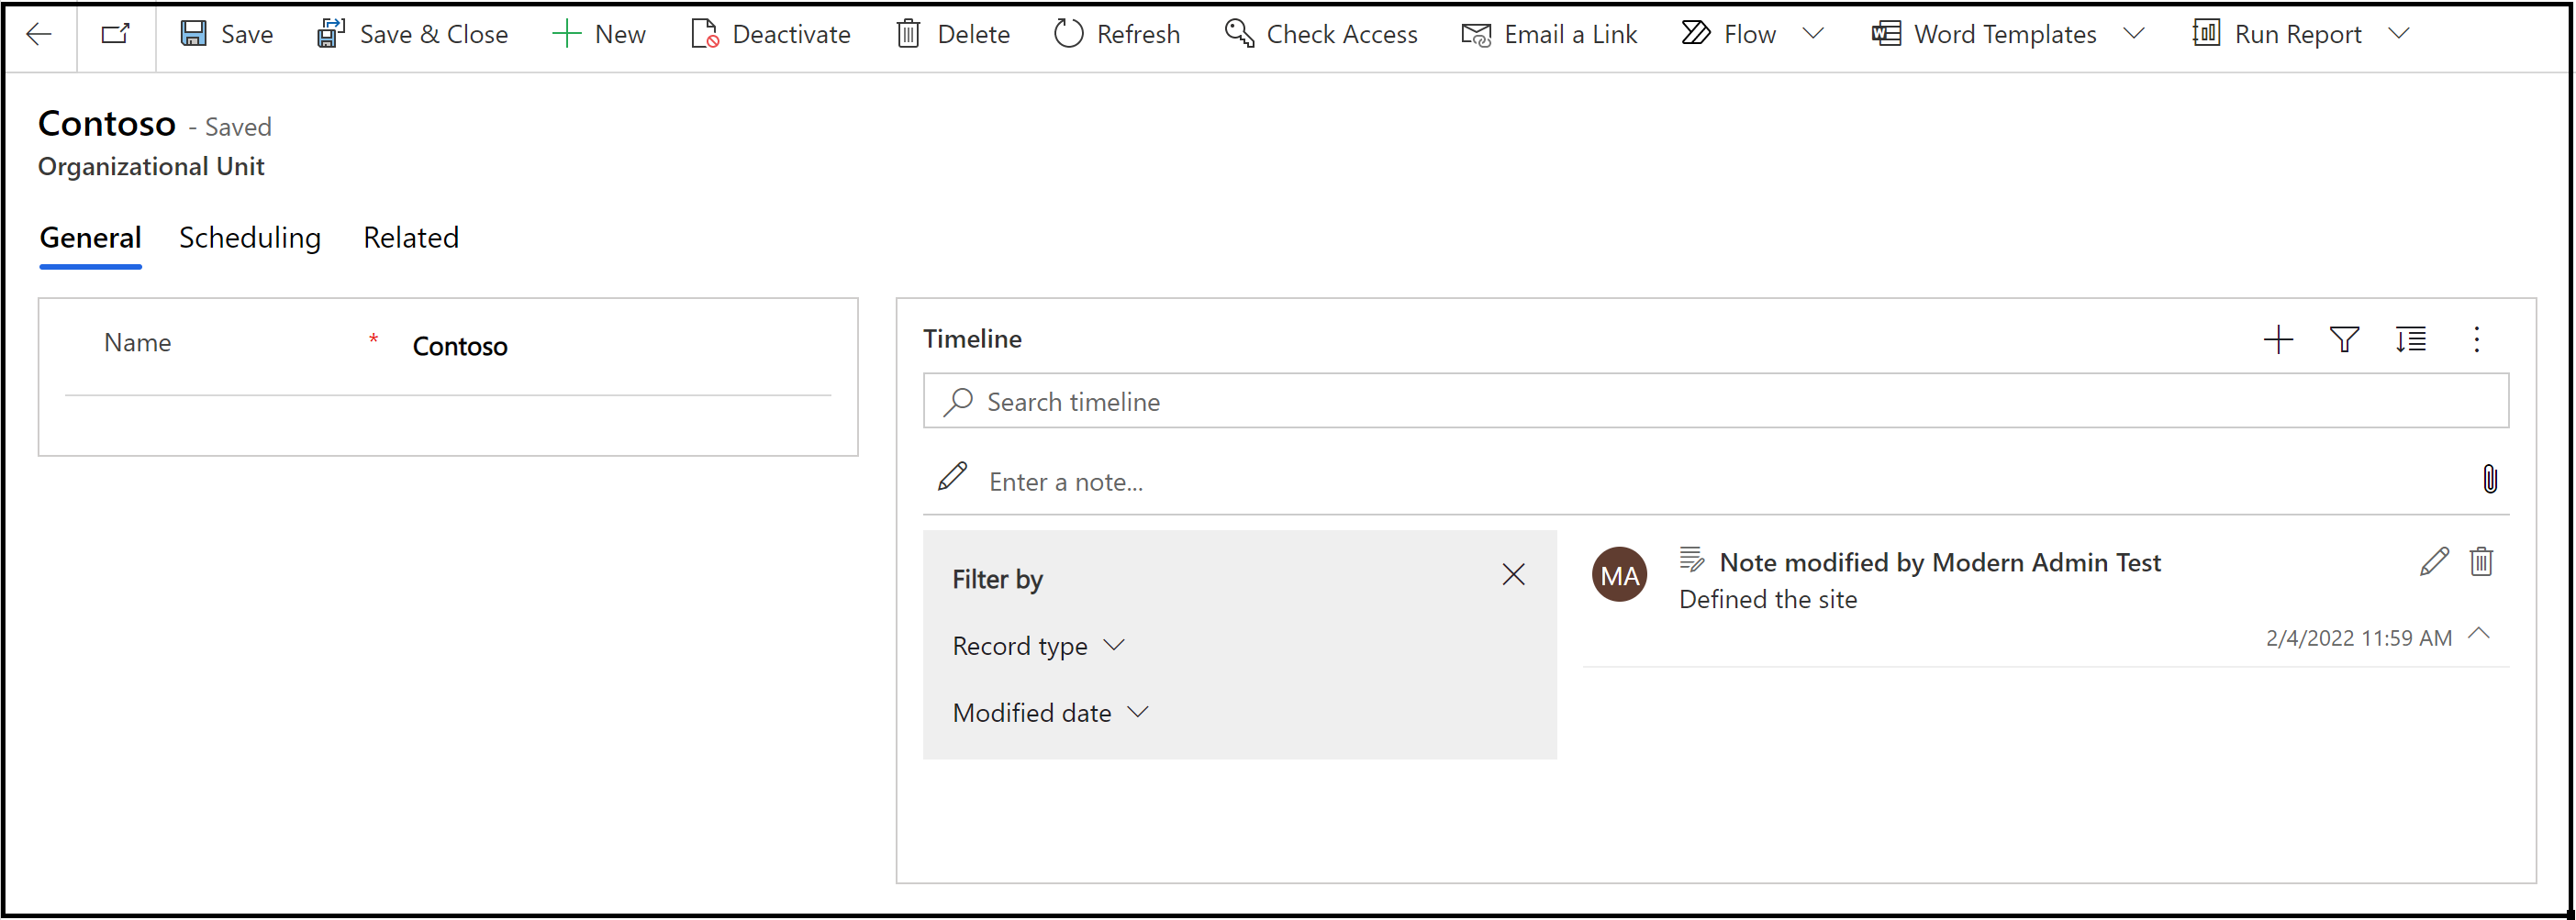 Save Save & Close New Deactivate Delete Refresh Check Access Email a Link Flow Word Templates Run Report
Contoso - Saved
Organizational Unit
General Scheduling Related
Name * Contoso
Timeline
Search timeline
Enter a note...
Filter by
Record type
Modified date
MA Note modified by Modern Admin Test
Defined the site
2/4/2022 11:59 AM